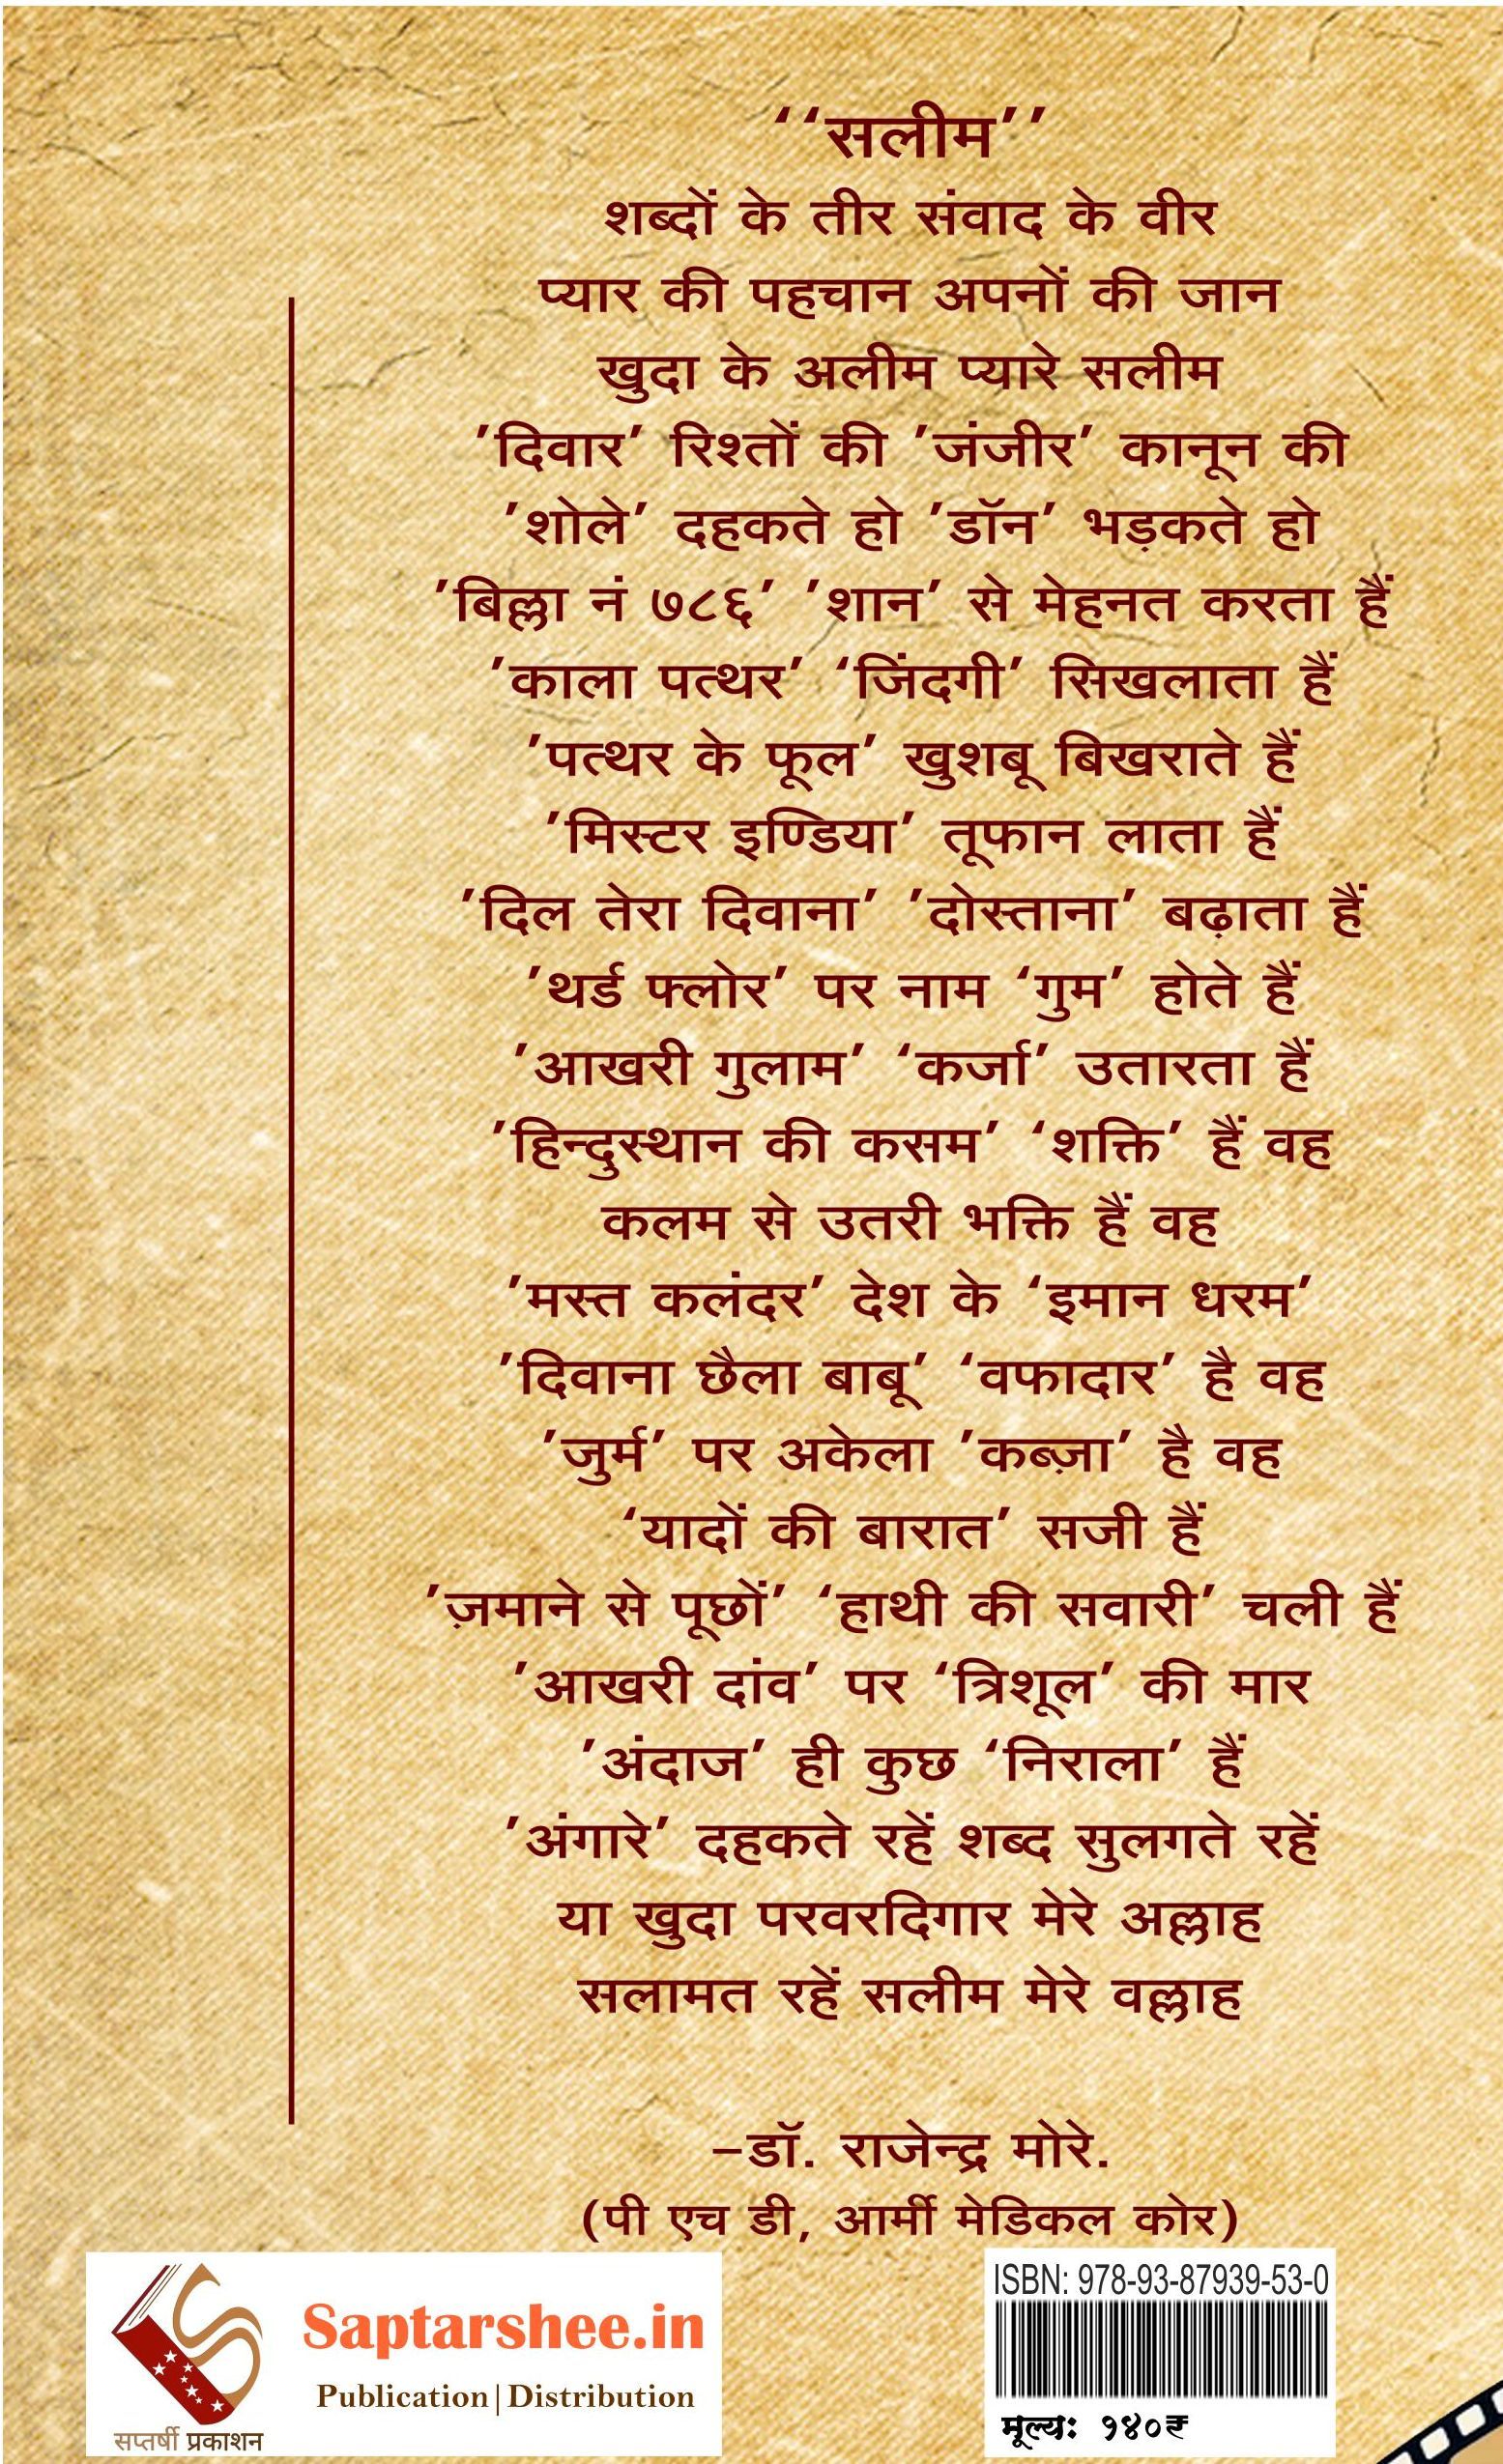 ‘‘सलीम’’
शब्दों के तीर संवाद के वीर
प्यार की पहचान अपनों की जान
खुदा के अलीम प्यारे सलीम
’दिवार’ रिश्तों की ’जंजीर’ कानून की
’शोले’ दहकते हो ’डॉन’ भड़कते हो
’बिल्ला नं ७८६’ ’शान’ से मेहनत करता हैं
’काला पत्थर’ ‘जिंदगी’ सिखलाता हैं
’पत्थर के फूल’ खुशबू बिखराते हैं
’मिस्टर इण्डिया’ तूफान लाता हैं
’दिल तेरा दिवाना’ ’दोस्ताना’ बढ़ाता हैं
’थर्ड फ्लोर’ पर नाम ‘गुम’ होते हैं
’आखरी गुलाम’ ‘कर्जा’ उतारता हैं
’हिन्दुस्थान की कसम’ ‘शक्ति’ हैं वह
कलम से उतरी भक्ति हैं वह
’मस्त कलंदर’ देश के ‘इमान धरम’
’दिवाना छैला बाबू’ ‘वफादार’ है वह
’जुर्म’ पर अकेला ’कब्ज़ा’ है वह
‘यादों की बारात’ सजी हैं
’ज़माने से पूछों’ ‘हाथी की सवारी’ चली हैं
’आखरी दांव’ पर ‘त्रिशूल’ की मार
’अंदाज’ ही कुछ ‘निराला’ हैं
’अंगारे’ दहकते रहें शब्द सुलगते रहें
या खुदा परवरदिगार मेरे अल्लाह
सलामत रहें सलीम मेरे वल्लाह
–डॉ. राजेन्द्र मोरे.
(पी एच डी, आर्मी मेडिकल कोर)
Saptarshee.in
Publication|Distribution
सप्तर्षी प्रकाशन
ISBN: 978-93-87939-53-0
मूल्य: १४०₹